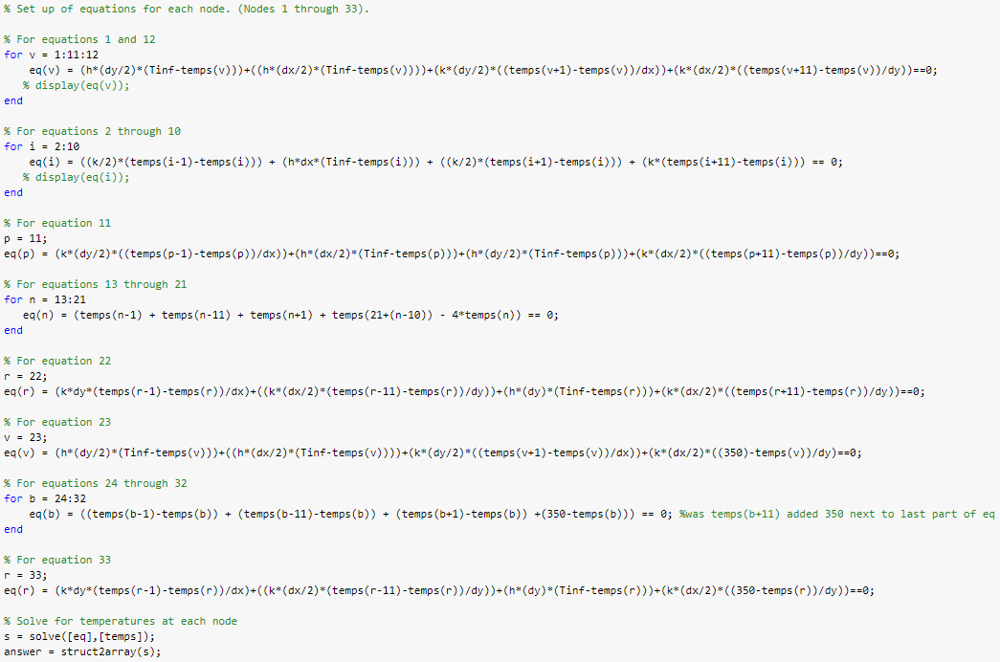 % Set up of equations for each node. (Nodes 1 through 33).
% For equations 1 and 12
for v = 1:11:12
eq(v) = (h*(dy/2)*(Tinf-temps(v)))+((h*(dx/2)*(Tinf-temps(v))))+(k*(dy/2)*((temps(v+1)-temps(v))/dx))+(k*(dx/2)*((temps(v+11)-temps(v))/dy))==0;
% display(eq(v));
end
% For equations 2 through 10
for i = 2:10
eq(i) = ((k/2)*(temps(i-1)-temps(i))) + (h*dx*(Tinf-temps(i))) + ((k/2)*(temps(i+1)-temps(i))) + (k*(temps(i+11)-temps(i))) == 0;
% display(eq(i));
end
% For equation 11
p = 11;
eq(p) = (k*(dy/2)*((temps(p-1)-temps(p))/dx))+(h*(dx/2)*(Tinf-temps(p)))+(h*(dy/2)*(Tinf-temps(p)))+(k*(dx/2)*((temps(p+11)-temps(p))/dy))==0;
% For equations 13 through 21
for n = 13:21
eq(n) = (temps(n-1) + temps(n-11) + temps(n+1) + temps(21+(n-10)) - 4*temps(n)) == 0;
end
% For equation 22
r = 22;
eq(r) = (k*dy*(temps(r-1)-temps(r))/dx)+((k*(dx/2)*(temps(r-11)-temps(r))/dy))+(h*(dy)*(Tinf-temps(r)))+(k*(dx/2)*((temps(r+11)-temps(r))/dy))==0;
% For equation 23
v = 23;
eq(v) = (h*(dy/2)*(Tinf-temps(v)))+((h*(dx/2)*(Tinf-temps(v))))+(k*(dy/2)*((temps(v+1)-temps(v))/dx))+(k*(dx/2)*((350)-temps(v))/dy)==0;
% For equations 24 through 32
for b = 24:32
eq(b) = ((temps(b-1)-temps(b)) + (temps(b-11)-temps(b)) + (temps(b+1)-temps(b)) +(350-temps(b))) == 0; %was temps(b+11) added 350 next to last part of eq
end
% For equation 33
r = 33;
eq(r) = (k*dy*(temps(r-1)-temps(r))/dx)+((k*(dx/2)*(temps(r-11)-temps(r))/dy))+(h*(dy)*(Tinf-temps(r)))+(k*(dx/2)*((350-temps(r))/dy))==0;
% Solve for temperatures at each node
s = solve([eq],[temps]);
answer = struct2array(s);